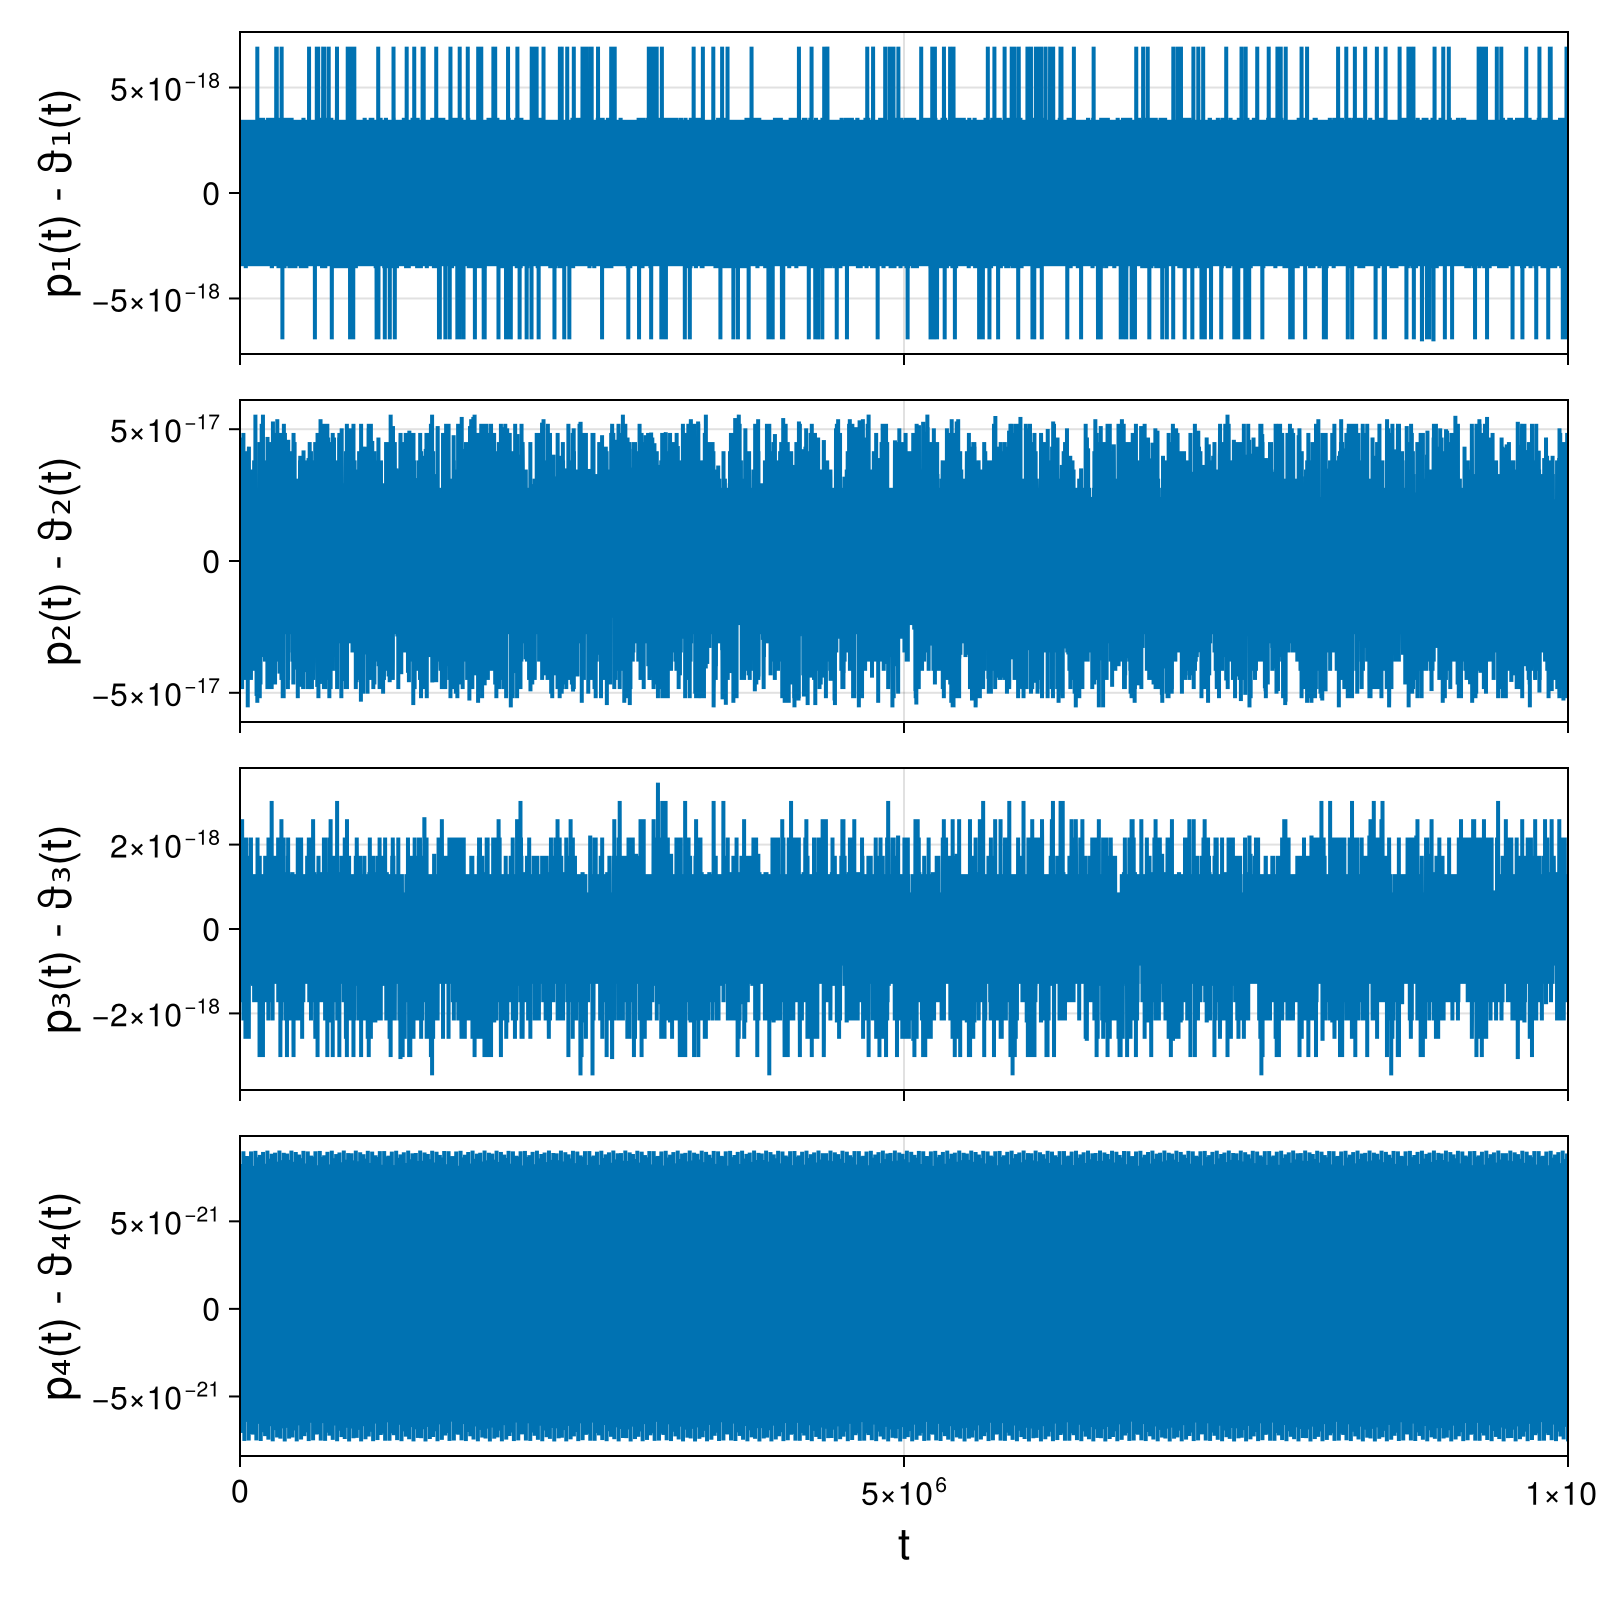 p₁(t) - ϑ₁(t)
5×10⁻¹⁸
0
−5×10⁻¹⁸
p₂(t) - ϑ₂(t)
5×10⁻¹⁷
0
−5×10⁻¹⁷
p₃(t) - ϑ₃(t)
2×10⁻¹⁸
0
−2×10⁻¹⁸
p₄(t) - ϑ₄(t)
5×10⁻²¹
0
−5×10⁻²¹
0 5×10⁶ 1×10
t